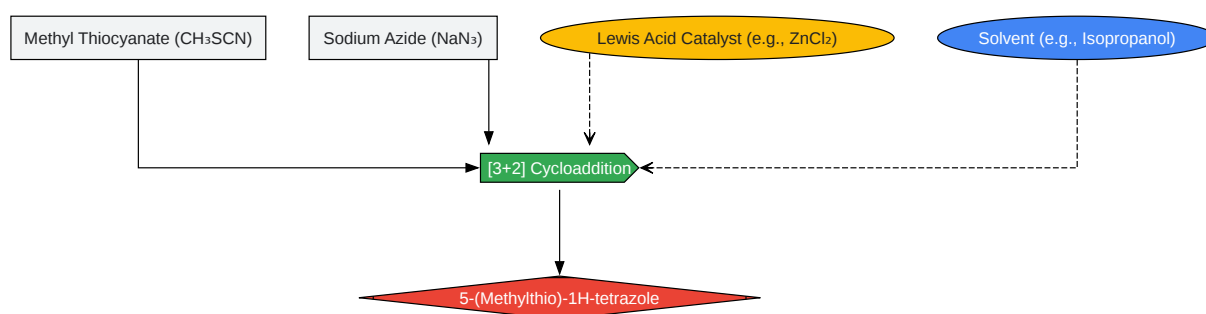 Methyl Thiocyanate (CH₃SCN)
Sodium Azide (NaN₃)
Lewis Acid Catalyst (e.g., ZnCl₂)
Solvent (e.g., Isopropanol)
[3+2] Cycloaddition
5-(Methylthio)-1H-tetrazole